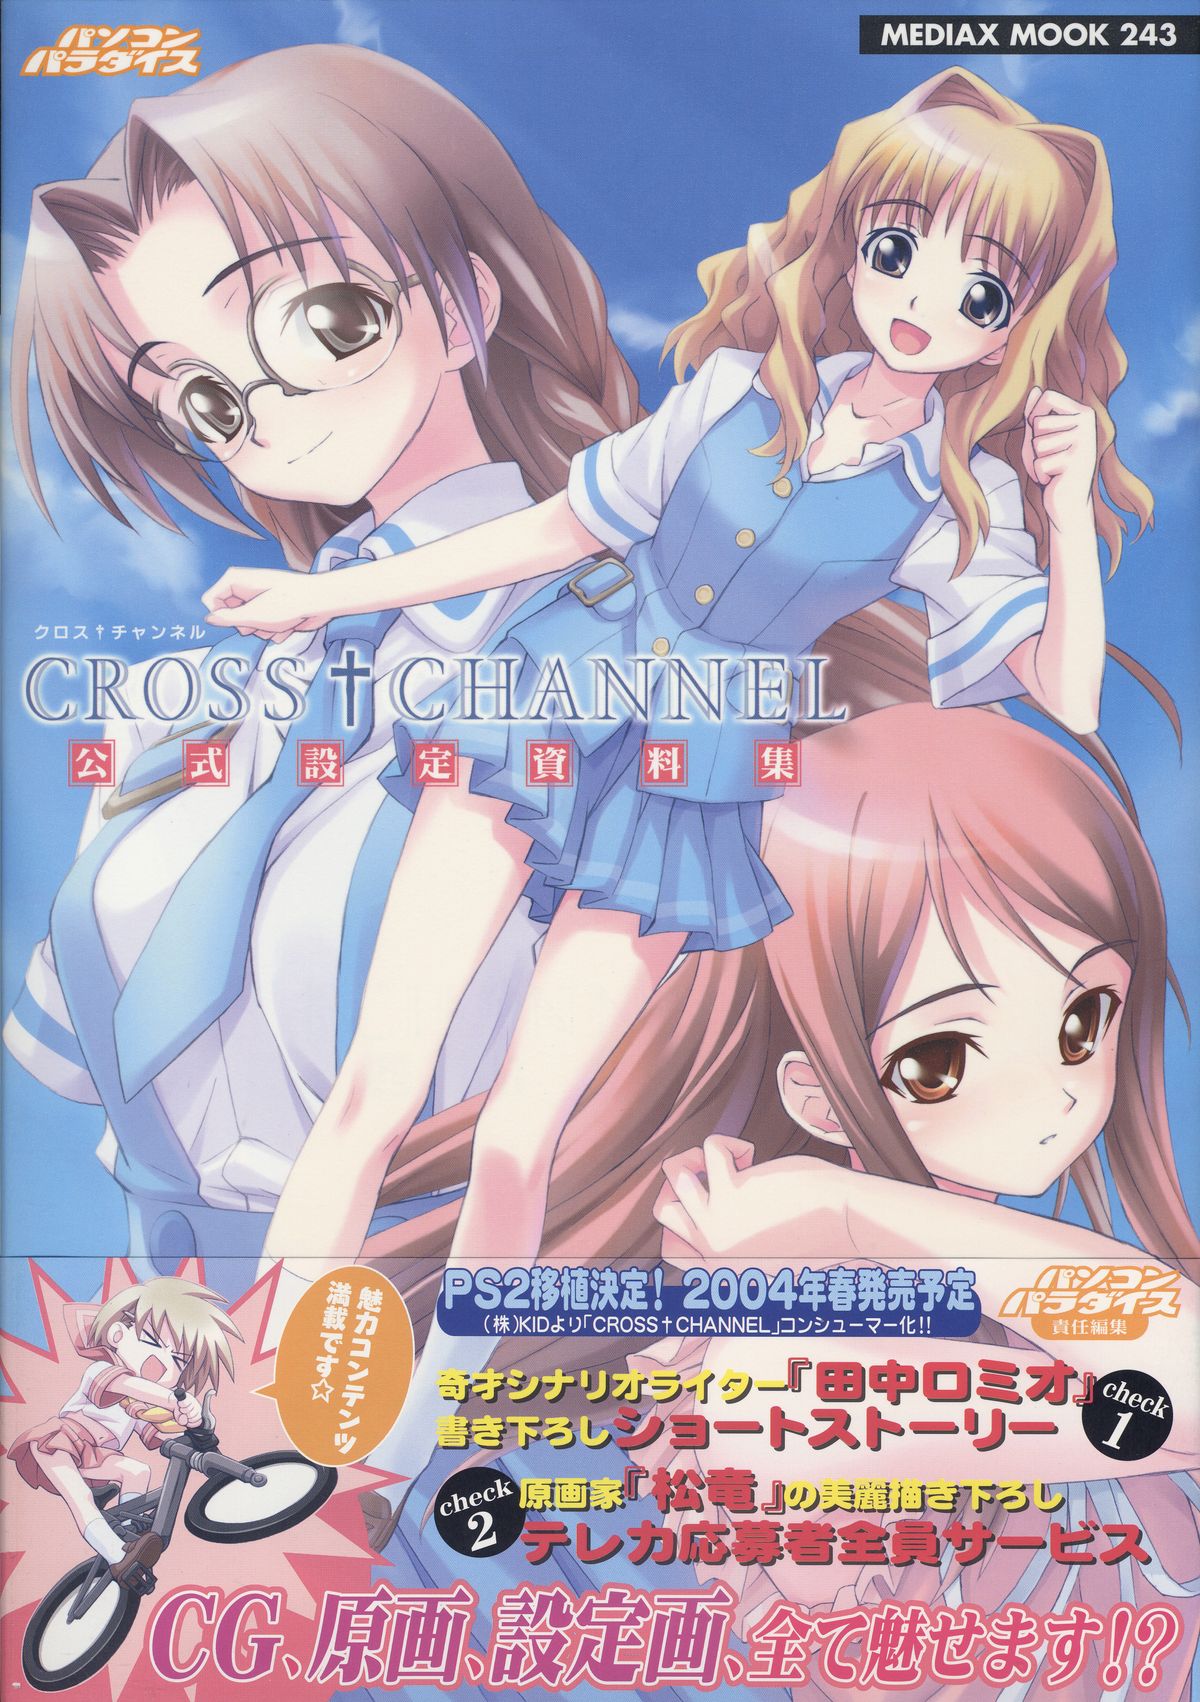 パソコン
パラダイス
MEDIAX MOOK 243
クロス†チャンネル
CROSS†CHANNEL
公式設定資料集
魅力コンテンツ
満載です☆
PS2移植決定! 2004年春発売予定
(株)KIDより「CROSS†CHANNEL」コンシューマー化!!
パソコン
パラダイス
責任編集
奇才シナリオライター『田中ロミオ』
書き下ろしショートストーリー
check
1
check
2
原画家『松竜』の美麗描き下ろし
テレカ応募者全員サービス
CG、原画、設定画、全て魅せます!?